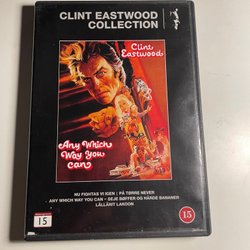 CLINT EASTWOOD
COLLECTION
Clint
Eastwood
Any Which
Way You
can
NU FIGHTAS VI IGEN | PÅ TØRRE NEVER
- ANY WHICH WAY YOU CAN - SEJE BØFFER OG HÅRDE BANANER
LÄLLÄRIT LAKOON
15
15